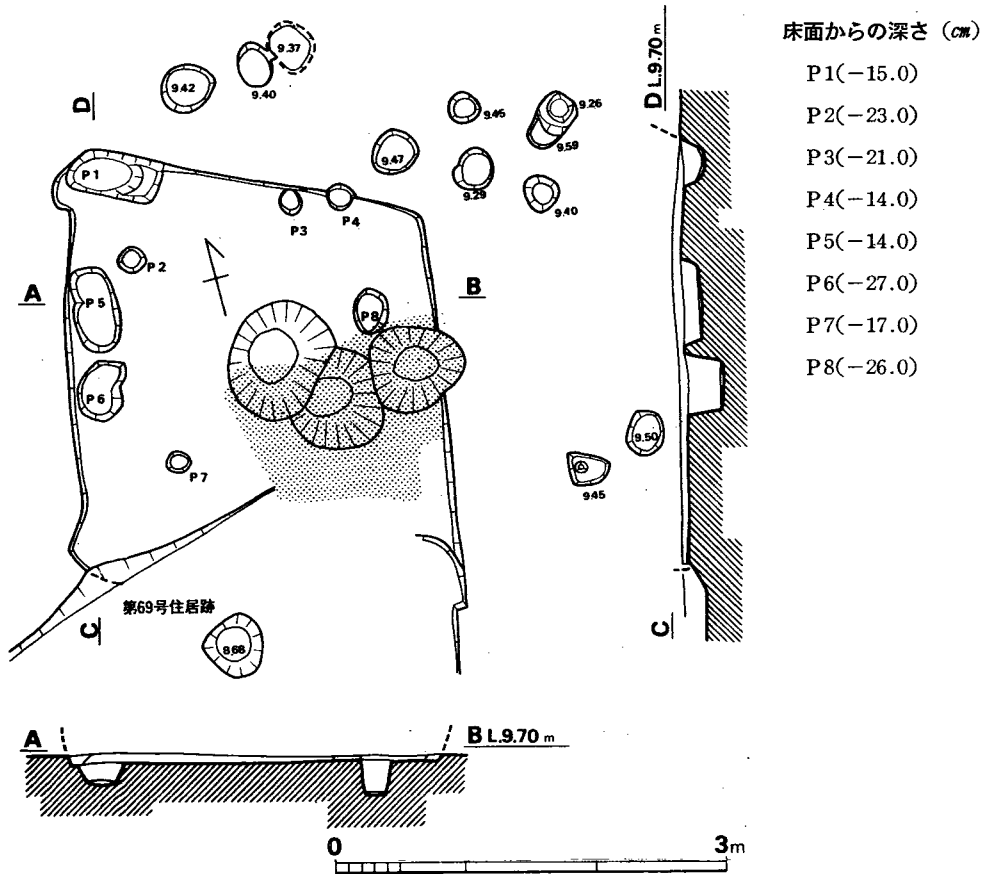 床面からの深さ (cm)
P1(-15.0)
P2(-23.0)
P3(-21.0)
P4(-14.0)
P5(-14.0)
P6(-27.0)
P7(-17.0)
P8(-26.0)
9.37
9.42
9.40
D
D L.9.70 m
9.45
9.26
9.59
9.47
9.29
9.40
P1
P3
P4
P2
A
B
P5
P8
P6
P7
9.50
9.45
第69号住居跡
C
C
8.68
A
B L.9.70 m
0
3m